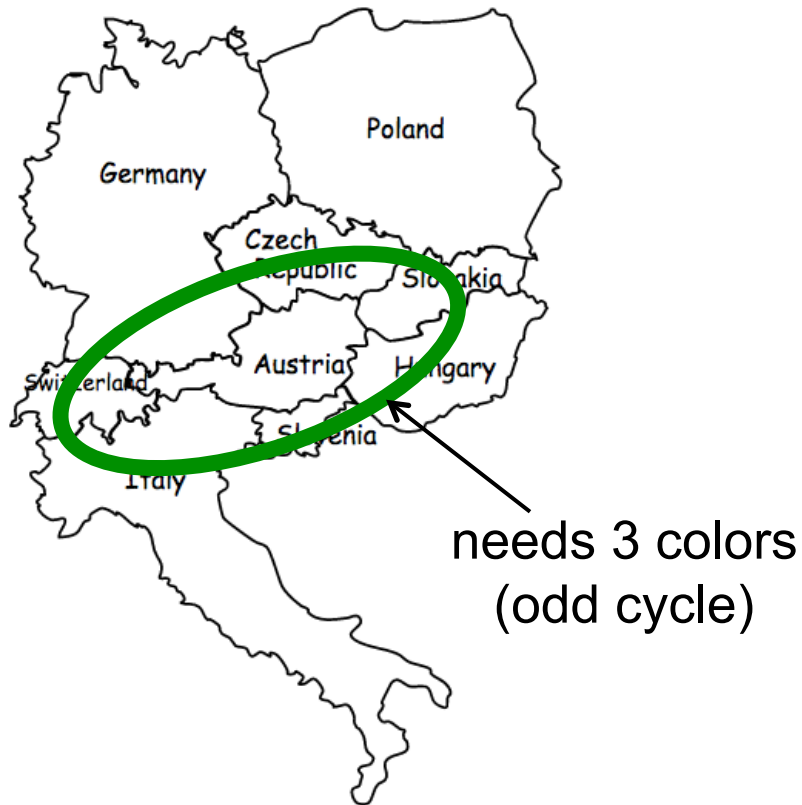 Poland
Germany
Czech
Republic
Slovakia
Austria
Hungary
Switzerland
Slovenia
Italy
needs 3 colors
(odd cycle)